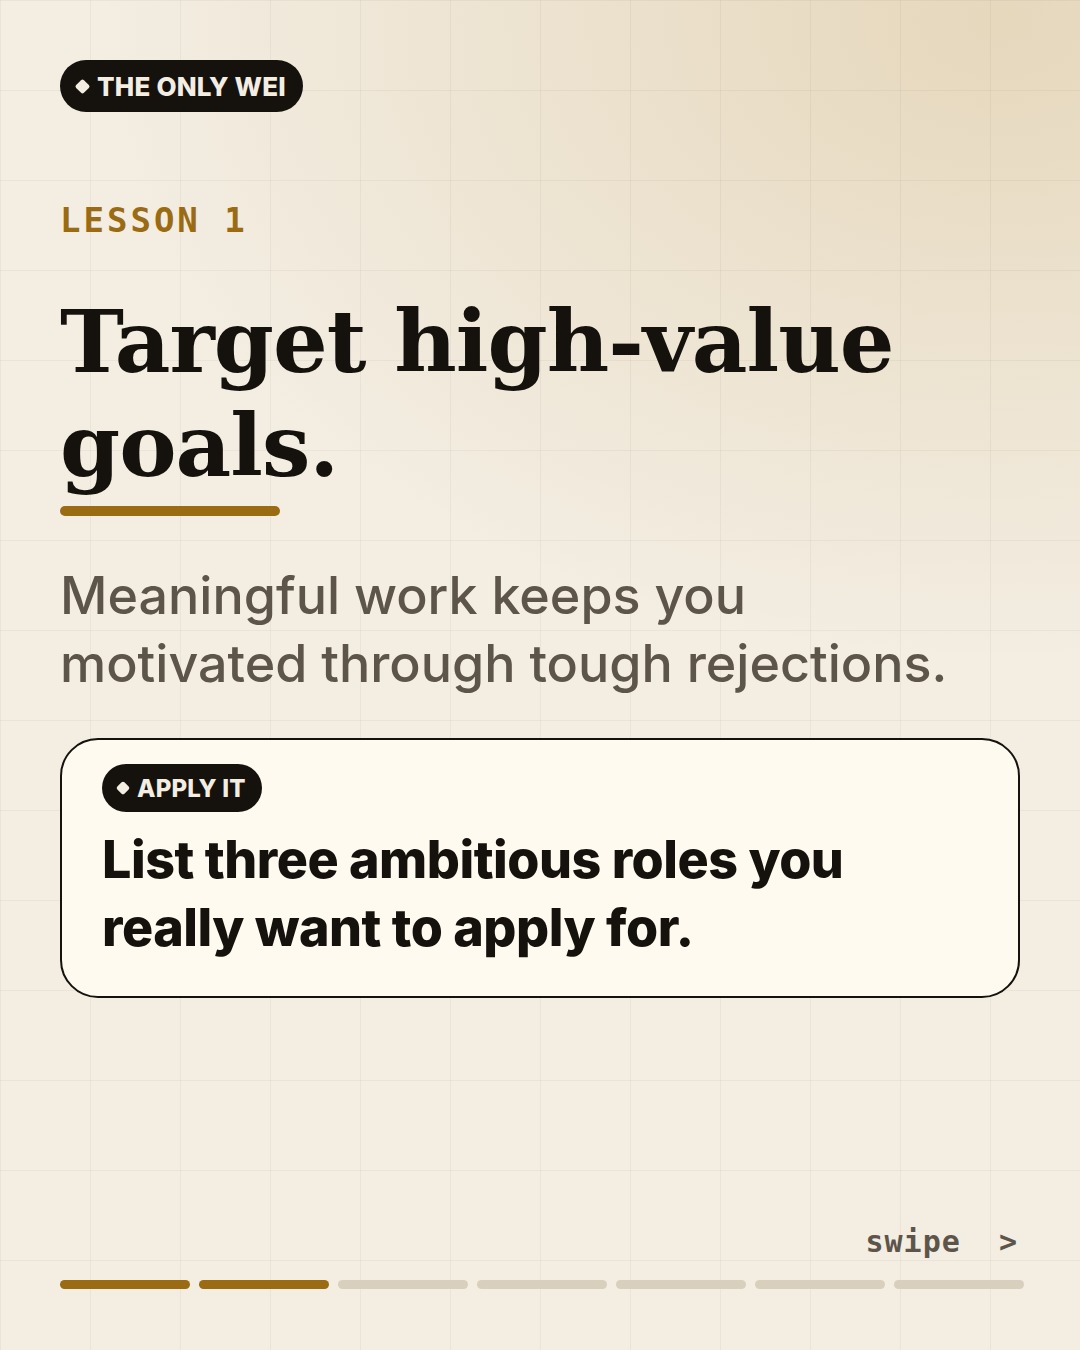 THE ONLY WEI
LESSON 1
Target high-value
goals.
Meaningful work keeps you
motivated through tough rejections.
APPLY IT
List three ambitious roles you
really want to apply for.
swipe >